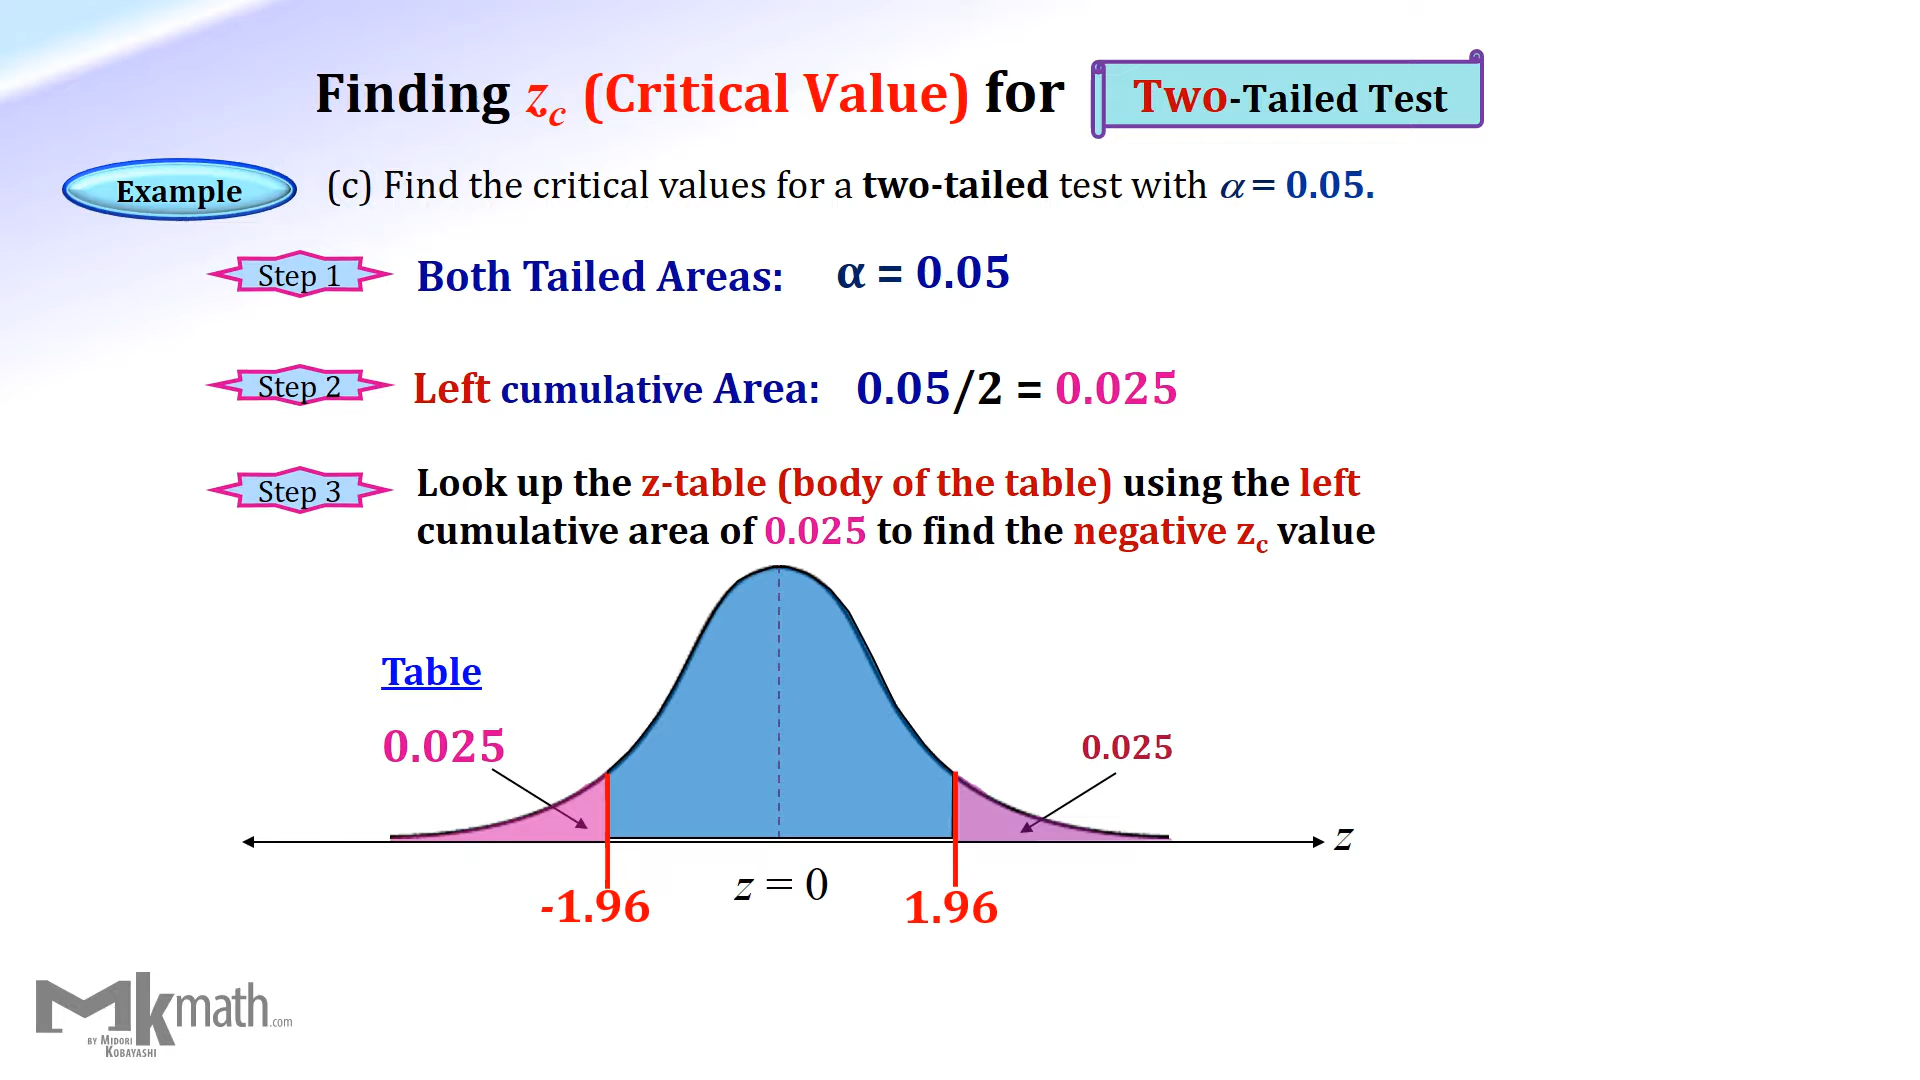 Finding zc (Critical Value) for Two-Tailed Test
Example (c) Find the critical values for a two-tailed test with α = 0.05.
Step 1 Both Tailed Areas: α = 0.05
Step 2 Left cumulative Area: 0.05/2 = 0.025
Step 3 Look up the z-table (body of the table) using the left
cumulative area of 0.025 to find the negative zc value
Table
0.025 0.025
z
z = 0
-1.96 1.96
Mkmath.com
BY MIDORI
KOBAYASHI